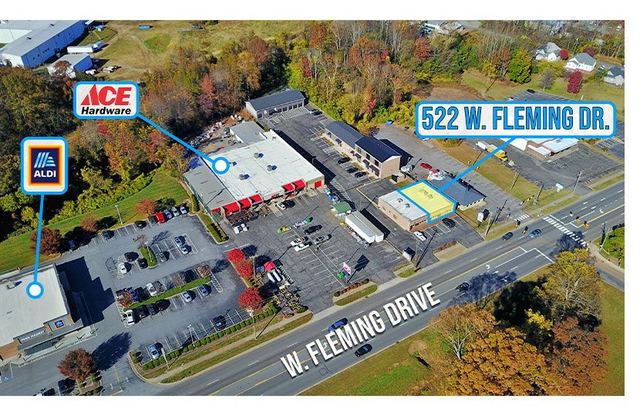 ACE
Hardware
522 W. FLEMING DR.
ALDI
W. FLEMING DRIVE